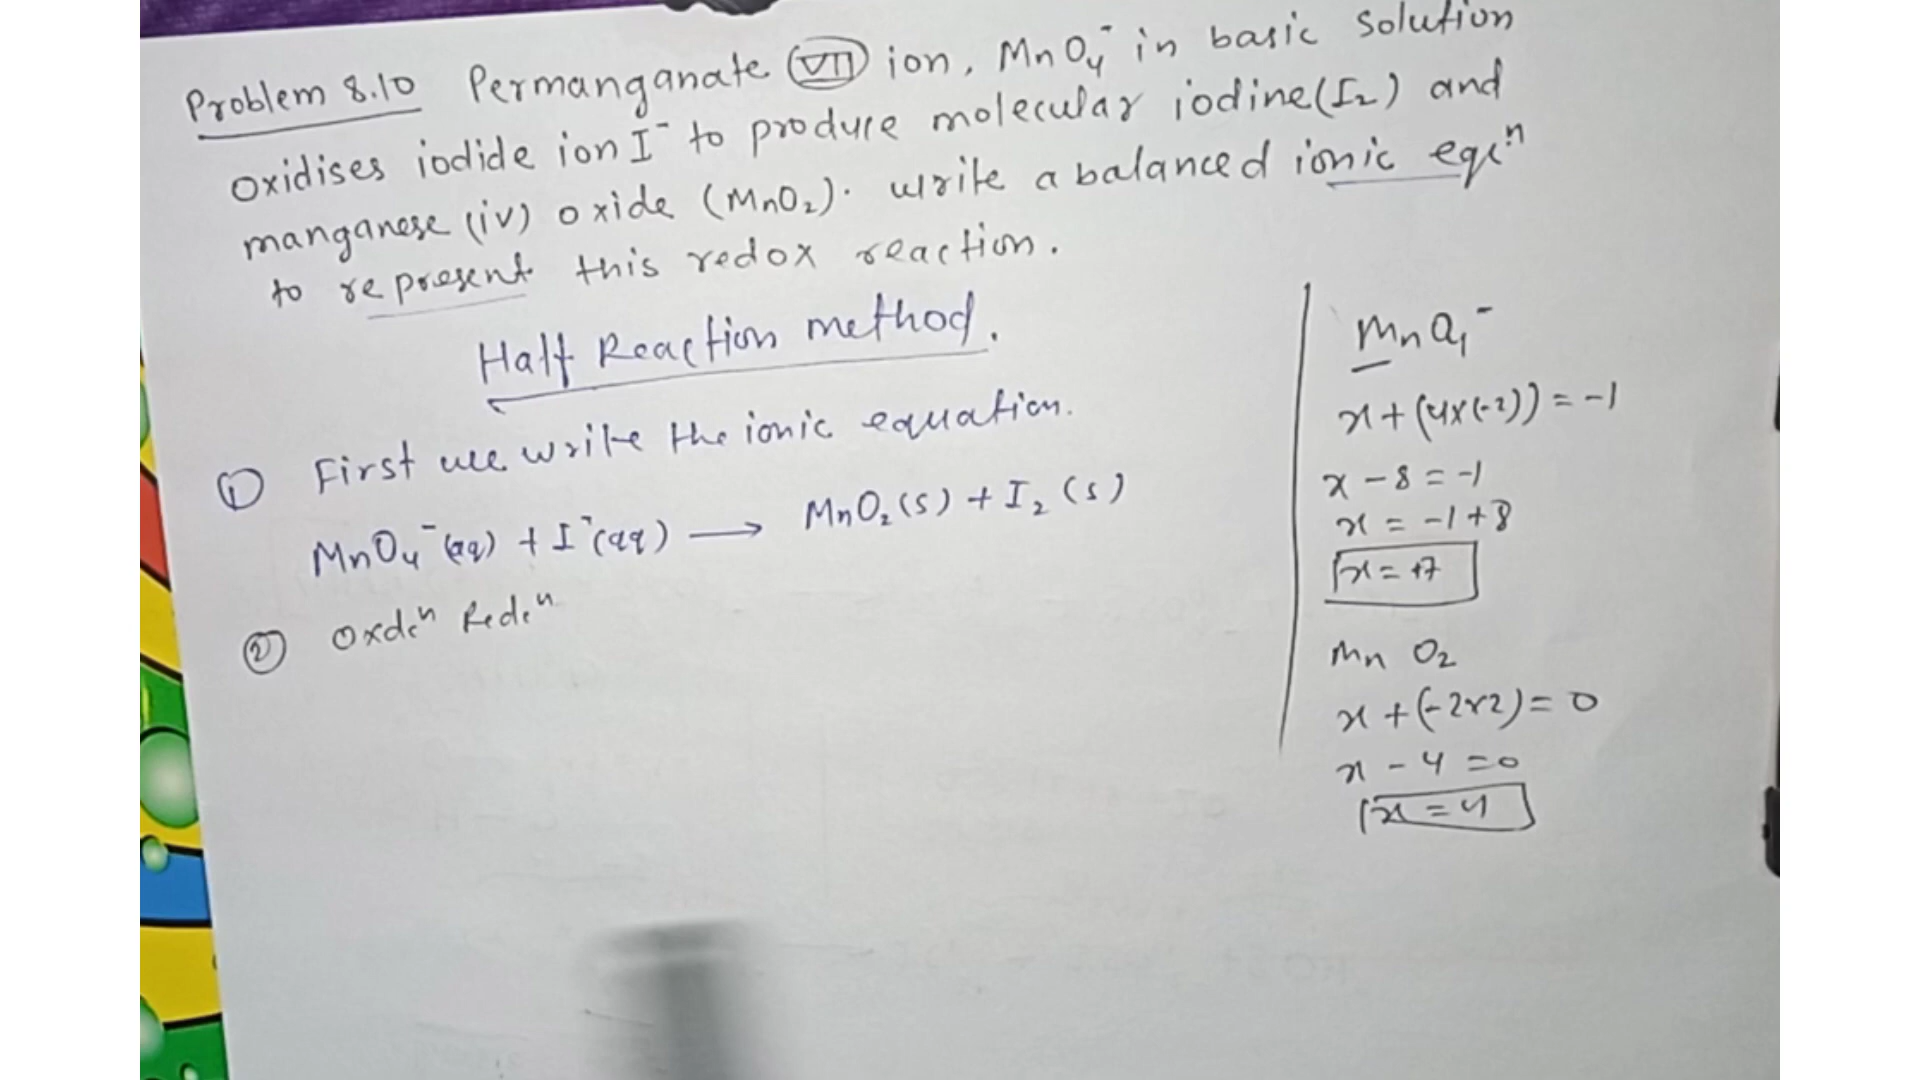 Problem 8.10 Permanganate (VII) ion, MnO₄⁻ in basic solution
oxidises iodide ion I⁻ to produce molecular iodine(I₂) and
manganese (iv) oxide (MnO₂). write a balanced ionic eqⁿ
to represent this redox reaction.
Half Reaction method.
① First we write the ionic equation.
MnO₄⁻(aq) + I⁻(aq) ⟶ MnO₂(s) + I₂(s)
② Oxdⁿ Redⁿ
MnO₄⁻
x + (4x(-2)) = -1
x - 8 = -1
x = -1 + 8
x = +7
Mn O₂
x + (-2x2) = 0
x - 4 = 0
x = 4